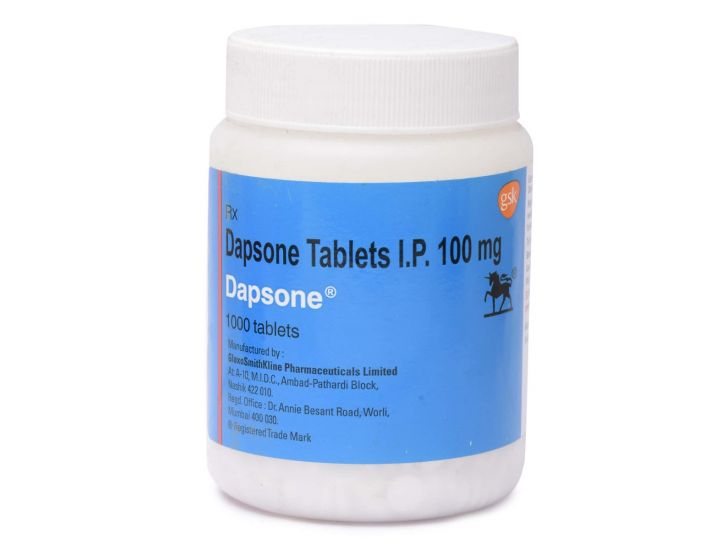 gsk
Rx
Dapsone Tablets I.P. 100 mg
Dapsone®
1000 tablets
Manufactured by :
GlaxoSmithKline Pharmaceuticals Limited
At: A-10, M.I.D.C., Ambad-Pathardi Block,
Nashik 422 010.
Regd. Office : Dr. Annie Besant Road, Worli,
Mumbai 400 030.
® Registered Trade Mark
®